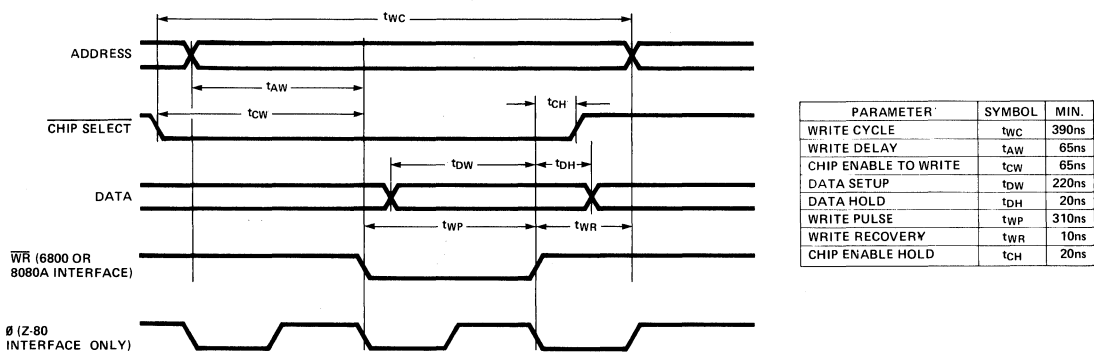 tWC
ADDRESS
tAW
tCH
tCW
CHIP SELECT
tDW
tDH
DATA
tWP
tWR
WR (6800 OR
8080A INTERFACE)
Ø (Z-80
INTERFACE ONLY)
PARAMETER SYMBOL MIN.
WRITE CYCLE tWC 390ns
WRITE DELAY tAW 65ns
CHIP ENABLE TO WRITE tCW 65ns
DATA SETUP tDW 220ns
DATA HOLD tDH 20ns
WRITE PULSE tWP 310ns
WRITE RECOVERY tWR 10ns
CHIP ENABLE HOLD tCH 20ns